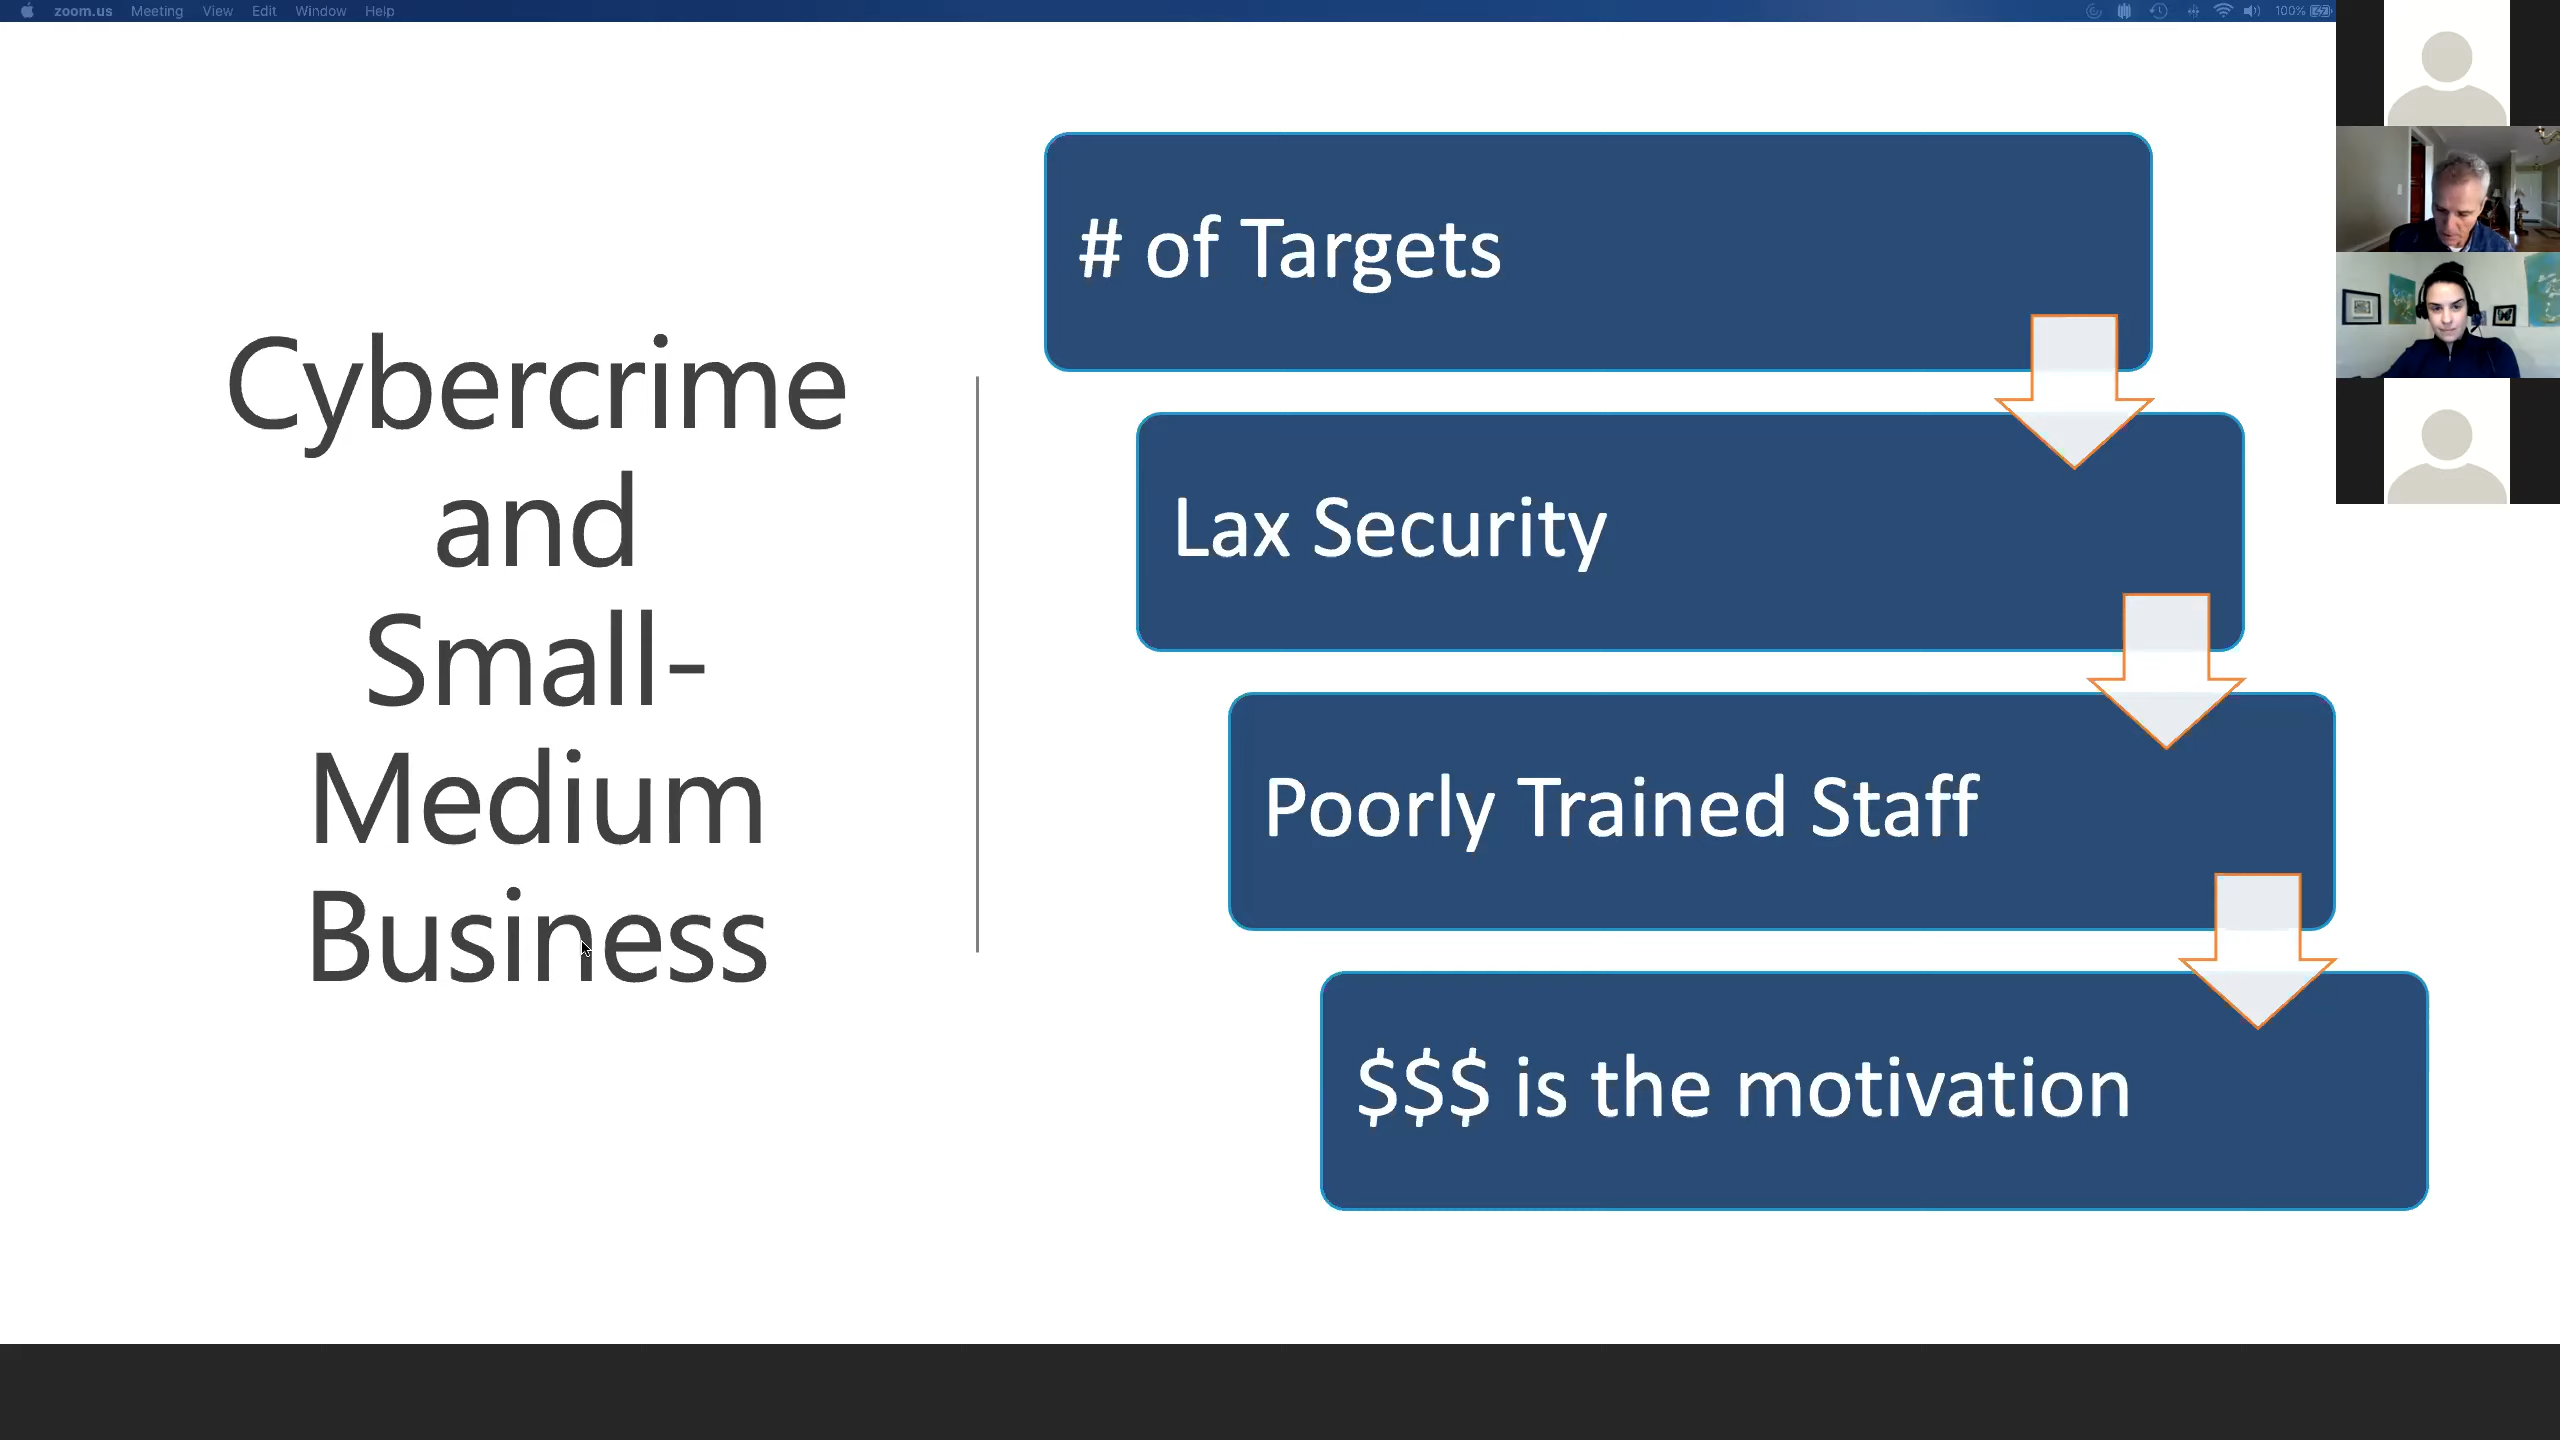 zoom.us Meeting View Edit Window Help 100%
Cybercrime
and
Small-
Medium
Business
# of Targets
Lax Security
Poorly Trained Staff
$$$ is the motivation